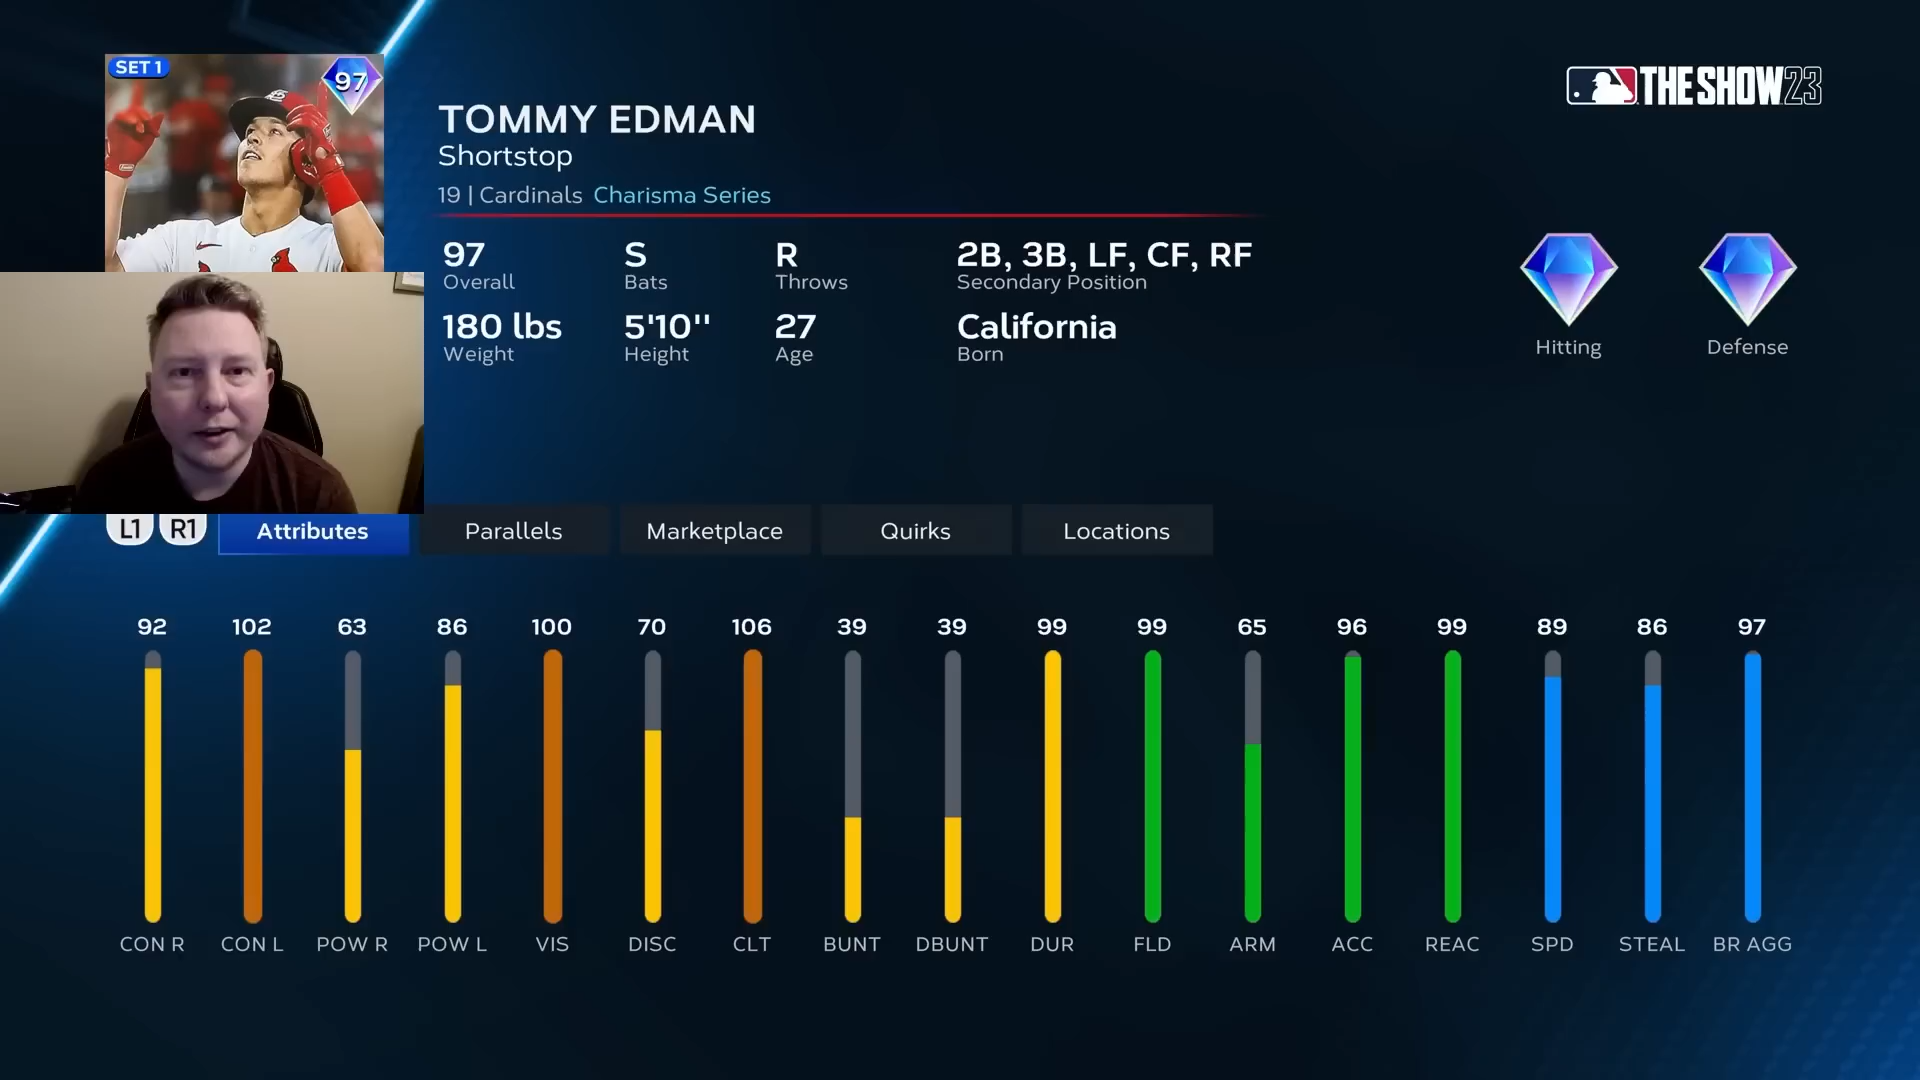 SET 1
97
TOMMY EDMAN
Shortstop
19 | Cardinals Charisma Series
THE SHOW 23
97 S R 2B, 3B, LF, CF, RF
Overall Bats Throws Secondary Position
180 lbs 5'10'' 27 California
Weight Height Age Born
Hitting Defense
L1 R1 Attributes Parallels Marketplace Quirks Locations
92 102 63 86 100 70 106 39 39 99 99 65 96 99 89 86 97
CON R CON L POW R POW L VIS DISC CLT BUNT DBUNT DUR FLD ARM ACC REAC SPD STEAL BR AGG